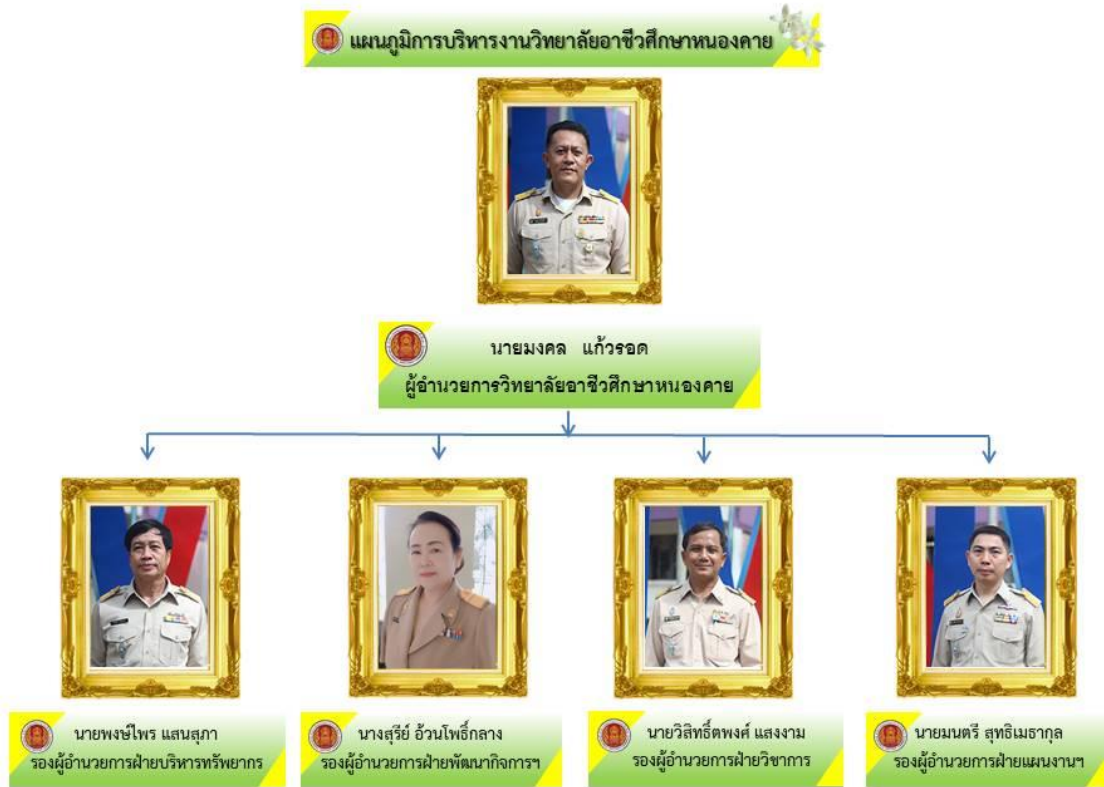 แผนภูมิการบริหารงานวิทยาลัยอาชีวศึกษาหนองคาย
นายมงคล แก้วรอด
ผู้อำนวยการวิทยาลัยอาชีวศึกษาหนองคาย
นายพงษ์ไพร แสนสุภา
รองผู้อำนวยการฝ่ายบริหารทรัพยากร
นางสุรีย์ อ้วนโพธิ์กลาง
รองผู้อำนวยการฝ่ายพัฒนากิจการฯ
นายวิสิทธิ์ตพงศ์ แสงงาม
รองผู้อำนวยการฝ่ายวิชาการ
นายมนตรี สุทธิเมธากุล
รองผู้อำนวยการฝ่ายแผนงานฯ